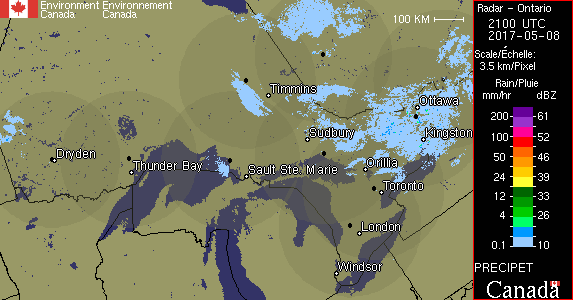 Environment Environnement
Canada Canada
100 KM
Timmins
Ottawa
Sudbury
Kingston
Dryden
Thunder Bay
Sault Ste. Marie
Orillia
Toronto
London
Windsor
Radar - Ontario
2100 UTC
2017-05-08
Scale/Échelle:
3.5 km/Pixel
Rain/Pluie
mm/hr dBZ
200 61
100 52
50 46
24 39
12 33
4 26
0.1 10
PRECIPET
Canada